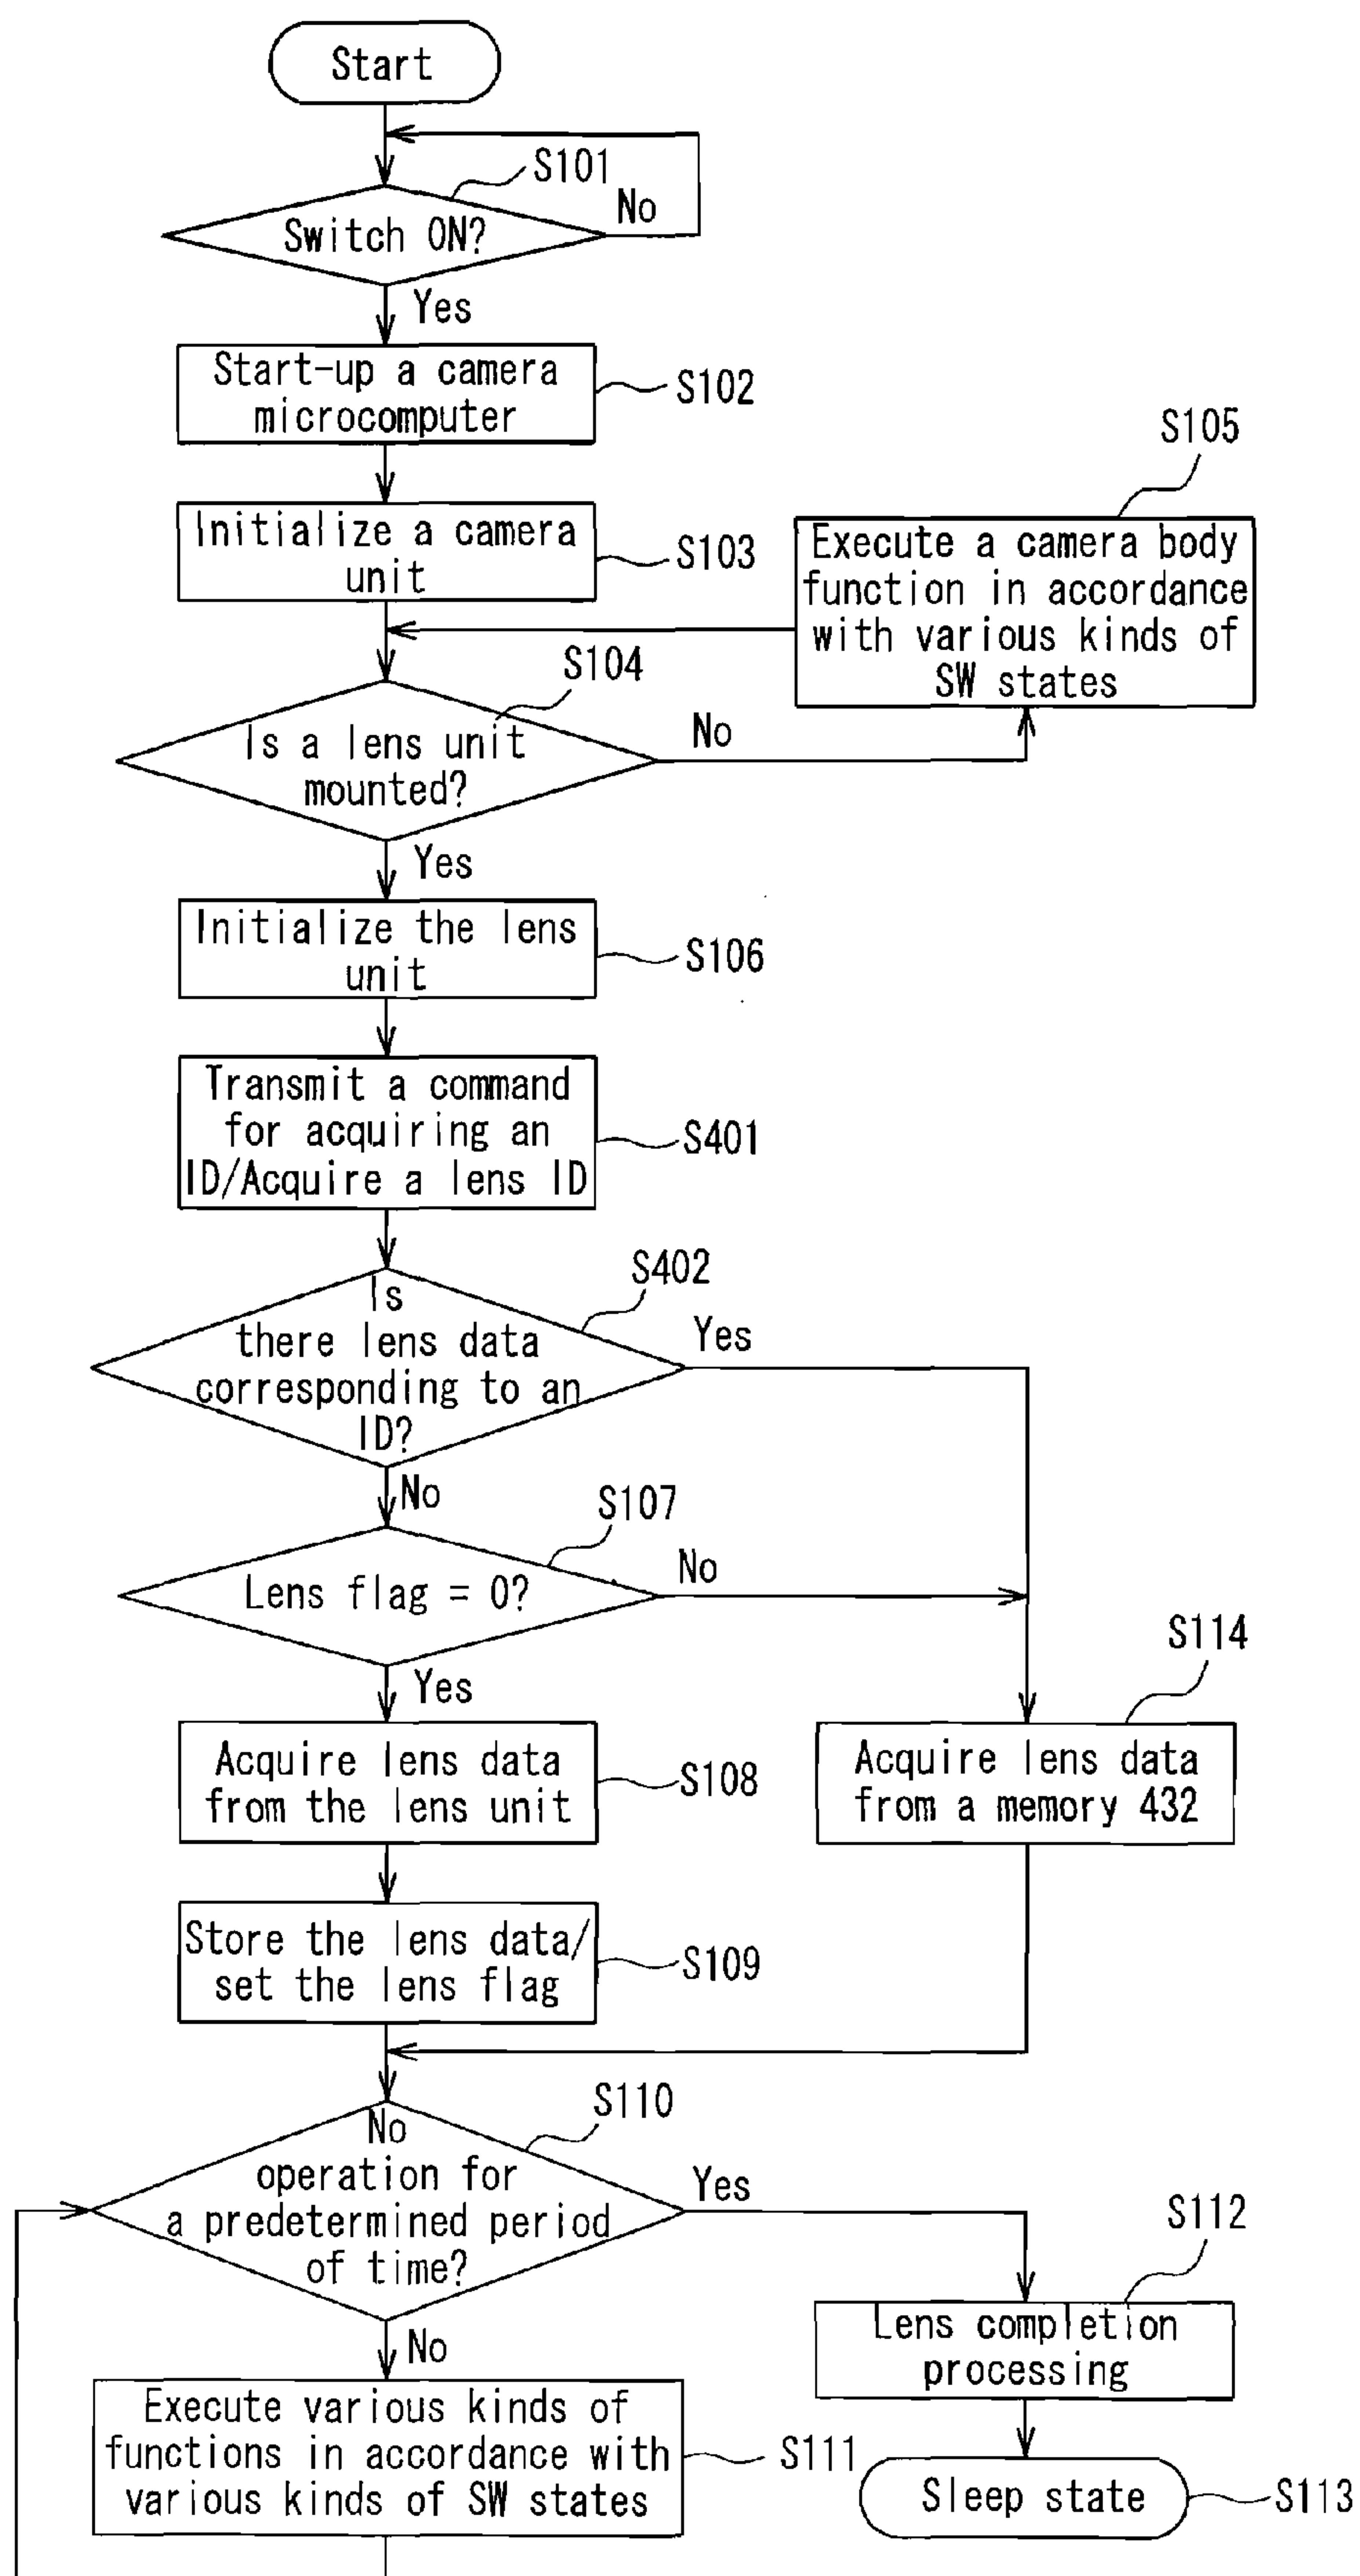 Start
S101
No
Switch ON?
Yes
Start-up a camera
microcomputer
S102
S105
Initialize a camera
unit
S103
Execute a camera body
function in accordance
with various kinds of
SW states
S104
Is a lens unit
mounted?
No
Yes
Initialize the lens
unit
S106
Transmit a command
for acquiring an
ID/Acquire a lens ID
S401
S402
Is
there lens data
corresponding to an
ID?
Yes
No
S107
Lens flag = 0?
No
Yes
S114
Acquire lens data
from the lens unit
S108
Acquire lens data
from a memory 432
Store the lens data/
set the lens flag
S109
S110
No
operation for
a predetermined period
of time?
Yes
S112
No
Lens completion
processing
Execute various kinds of
functions in accordance with
various kinds of SW states
S111
Sleep state
S113